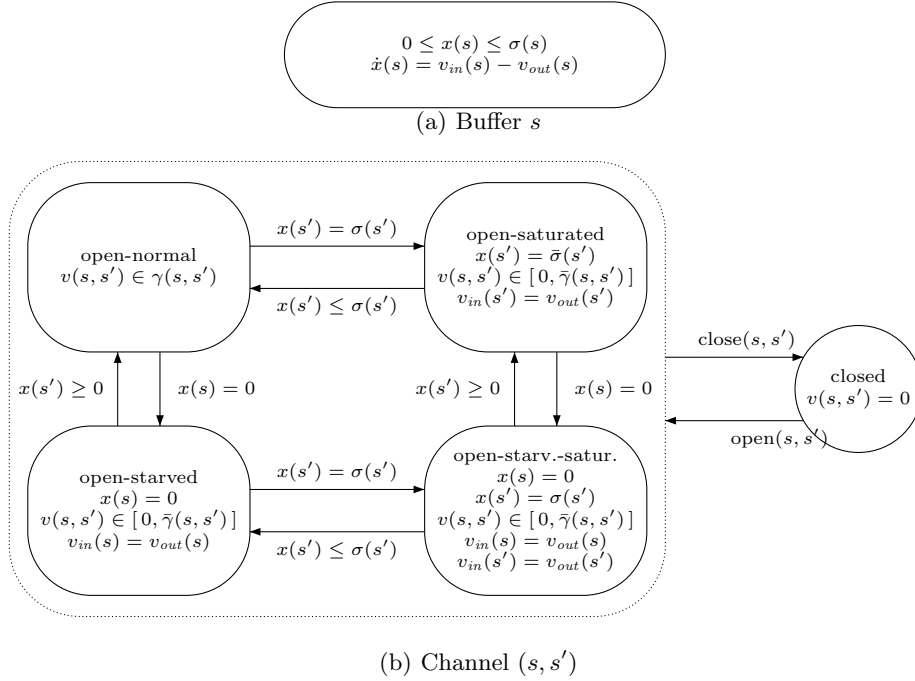 0 ≤ x(s) ≤ σ(s)
ẋ(s) = v_in(s) − v_out(s)
(a) Buffer s
open-normal
v(s, s′) ∈ γ(s, s′)
x(s′) = σ(s′)
x(s′) ≤ σ(s′)
open-saturated
x(s′) = σ̄(s′)
v(s, s′) ∈ [ 0, γ̄(s, s′) ]
v_in(s′) = v_out(s′)
x(s′) ≥ 0
x(s) = 0
x(s′) ≥ 0
x(s) = 0
close(s, s′)
closed
v(s, s′) = 0
open(s, s′)
open-starved
x(s) = 0
v(s, s′) ∈ [ 0, γ̄(s, s′) ]
v_in(s) = v_out(s)
x(s′) = σ(s′)
x(s′) ≤ σ(s′)
open-starv.-satur.
x(s) = 0
x(s′) = σ(s′)
v(s, s′) ∈ [ 0, γ̄(s, s′) ]
v_in(s) = v_out(s)
v_in(s′) = v_out(s′)
(b) Channel (s, s′)